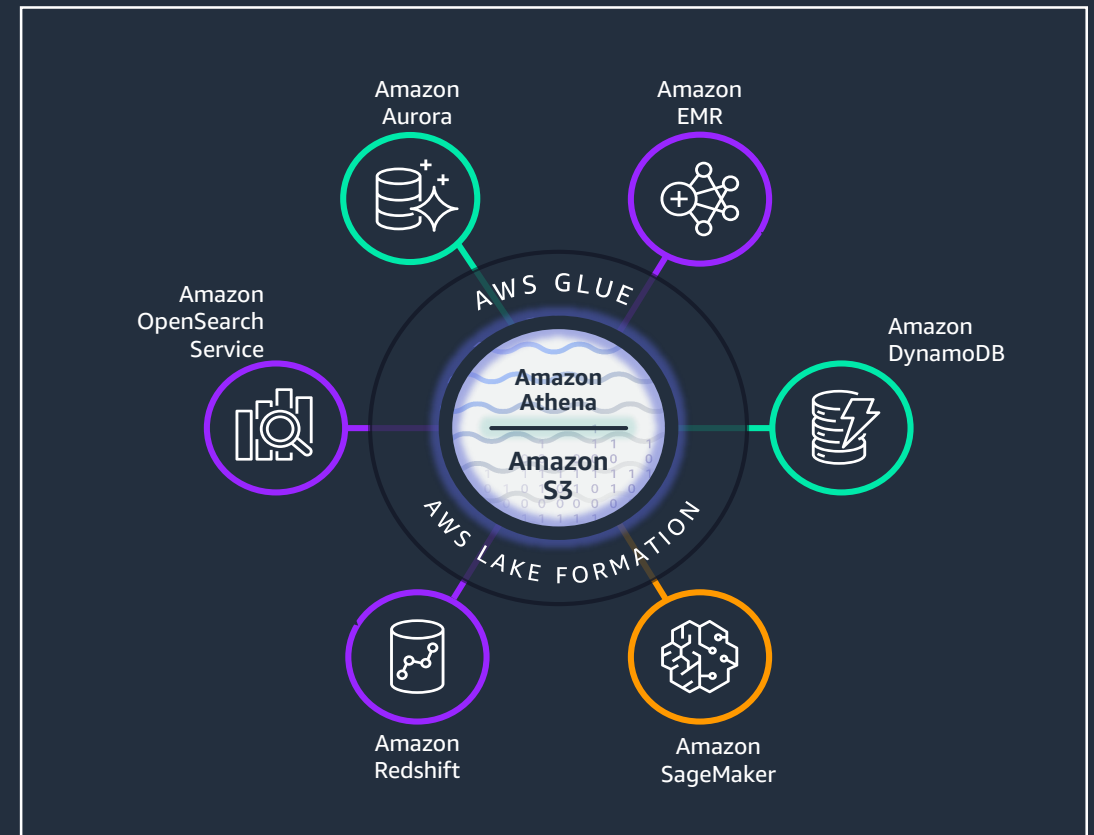 Amazon
Aurora
Amazon
EMR
Amazon
OpenSearch
Service
AWS GLUE
Amazon
DynamoDB
Amazon
Athena
Amazon
S3
AWS LAKE FORMATION
Amazon
Redshift
Amazon
SageMaker